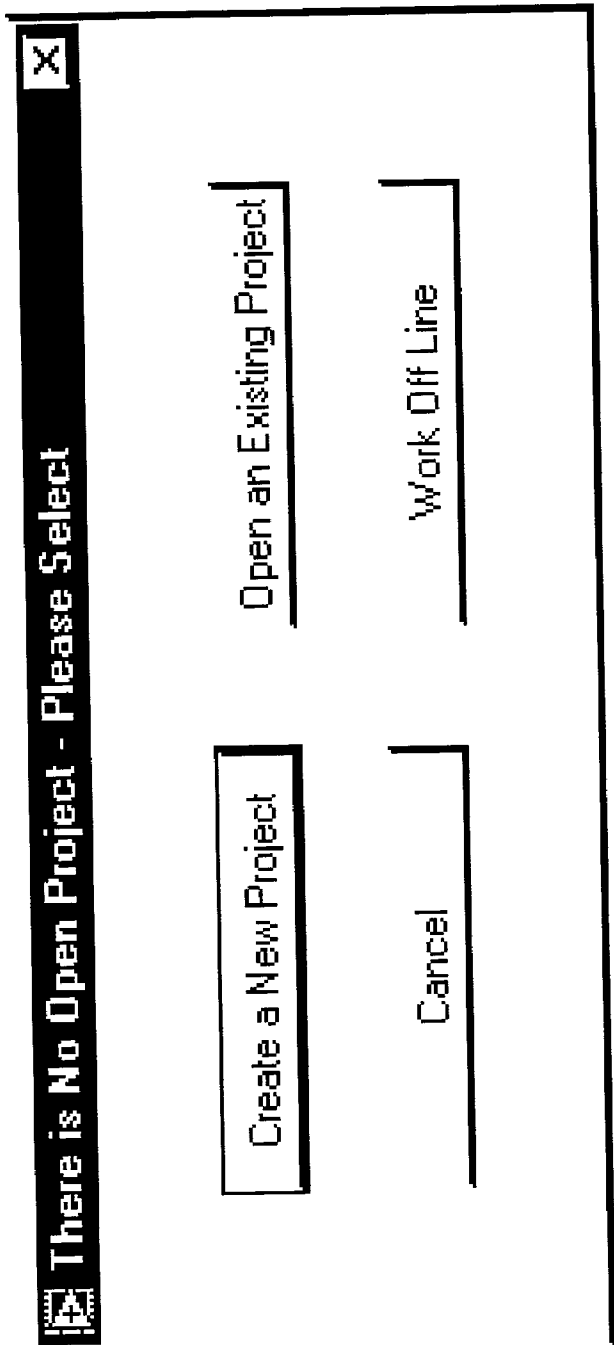 There is No Open Project - Please Select
Create a New Project
Open an Existing Project
Cancel
Work Off Line